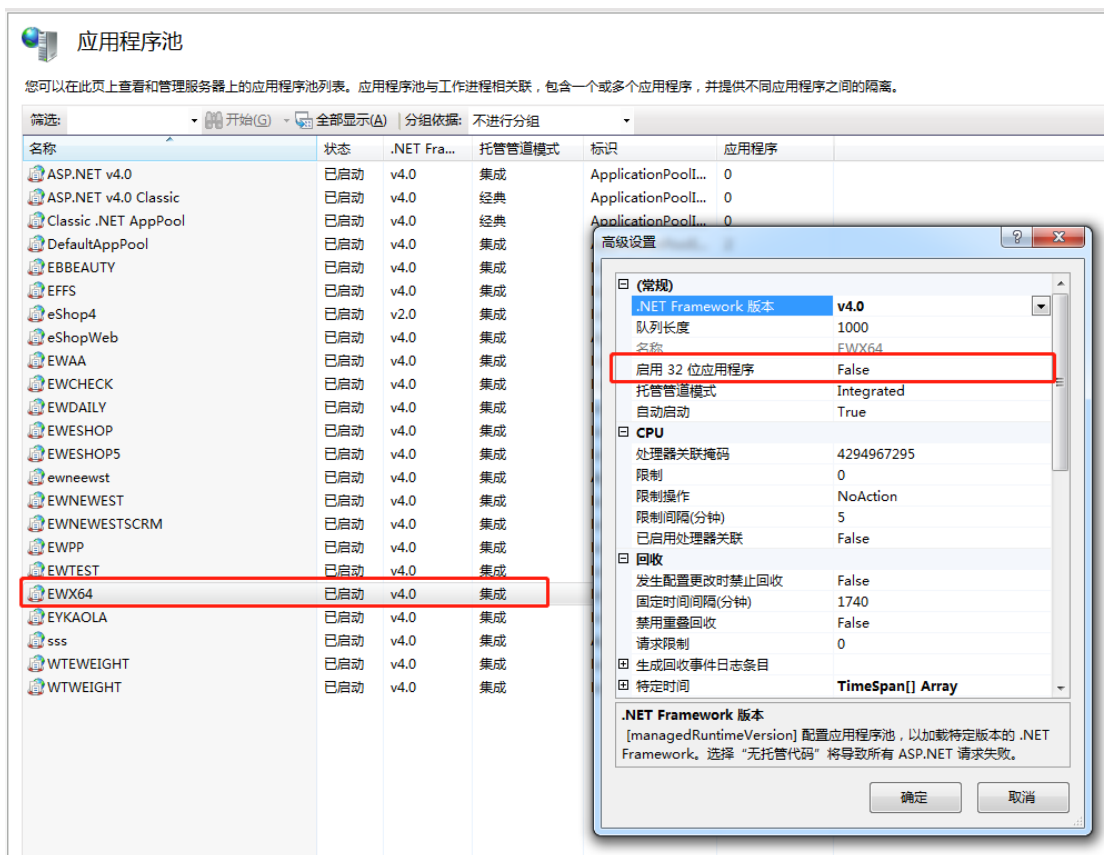 应用程序池
您可以在此页上查看和管理服务器上的应用程序池列表。应用程序池与工作进程相关联，包含一个或多个应用程序，并提供不同应用程序之间的隔离。
筛选: 开始(G) 全部显示(A) 分组依据: 不进行分组
名称 状态 .NET Fra... 托管管道模式 标识 应用程序
ASP.NET v4.0 已启动 v4.0 集成 ApplicationPoolI... 0
ASP.NET v4.0 Classic 已启动 v4.0 经典 ApplicationPoolI... 0
Classic .NET AppPool 已启动 v4.0 经典 ApplicationPoolI... 0
DefaultAppPool 已启动 v4.0 集成
EBBEAUTY 已启动 v4.0 集成
EFFS 已启动 v4.0 集成
eShop4 已启动 v2.0 集成
eShopWeb 已启动 v4.0 集成
EWAA 已启动 v4.0 集成
EWCHECK 已启动 v4.0 集成
EWDAILY 已启动 v4.0 集成
EWESHOP 已启动 v4.0 集成
EWESHOP5 已启动 v4.0 集成
ewneewst 已启动 v4.0 集成
EWNEWEST 已启动 v4.0 集成
EWNEWESTSCRM 已启动 v4.0 集成
EWPP 已启动 v4.0 集成
EWTEST 已启动 v4.0 集成
EWX64 已启动 v4.0 集成
EYKAOLA 已启动 v4.0 集成
sss 已启动 v4.0 集成
WTEWEIGHT 已启动 v4.0 集成
WTWEIGHT 已启动 v4.0 集成
高级设置
(常规)
.NET Framework 版本 v4.0
队列长度 1000
名称 EWX64
启用 32 位应用程序 False
托管管道模式 Integrated
自动启动 True
CPU
处理器关联掩码 4294967295
限制 0
限制操作 NoAction
限制间隔(分钟) 5
已启用处理器关联 False
回收
发生配置更改时禁止回收 False
固定时间间隔(分钟) 1740
禁用重叠回收 False
请求限制 0
生成回收事件日志条目
特定时间 TimeSpan[] Array
.NET Framework 版本
[managedRuntimeVersion] 配置应用程序池，以加载特定版本的 .NET
Framework。选择“无托管代码”将导致所有 ASP.NET 请求失败。
确定 取消